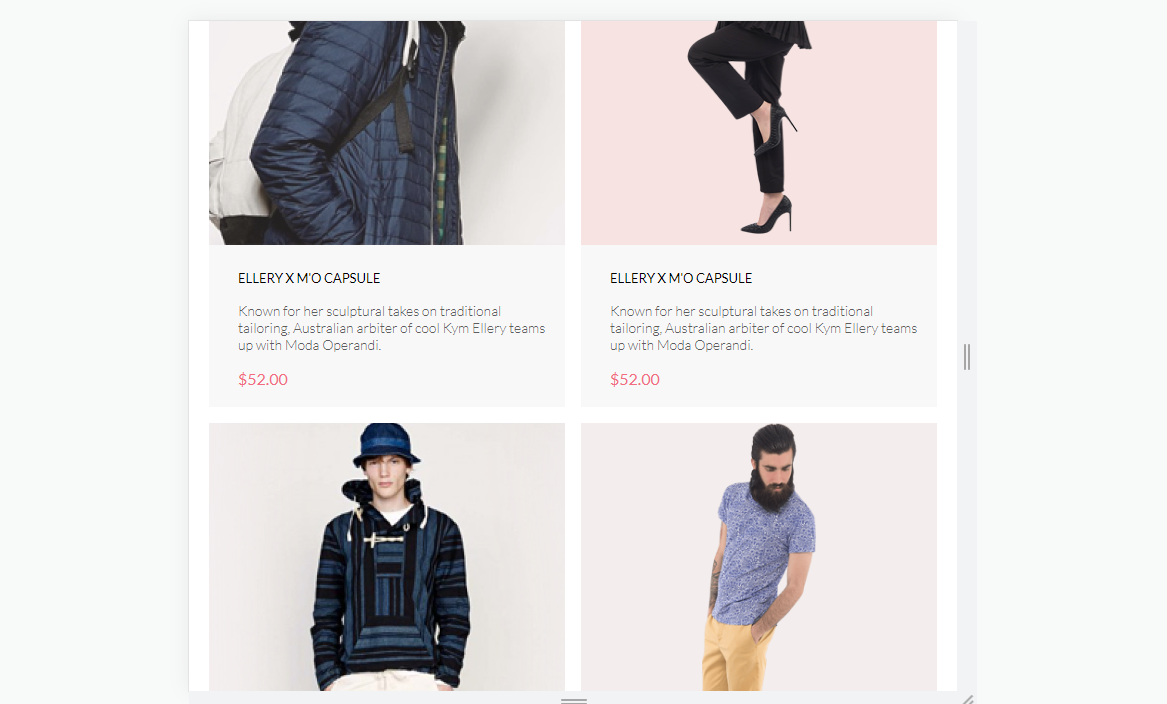 ELLERY X M'O CAPSULE
Known for her sculptural takes on traditional
tailoring, Australian arbiter of cool Kym Ellery teams
up with Moda Operandi.
$52.00
ELLERY X M'O CAPSULE
Known for her sculptural takes on traditional
tailoring, Australian arbiter of cool Kym Ellery teams
up with Moda Operandi.
$52.00